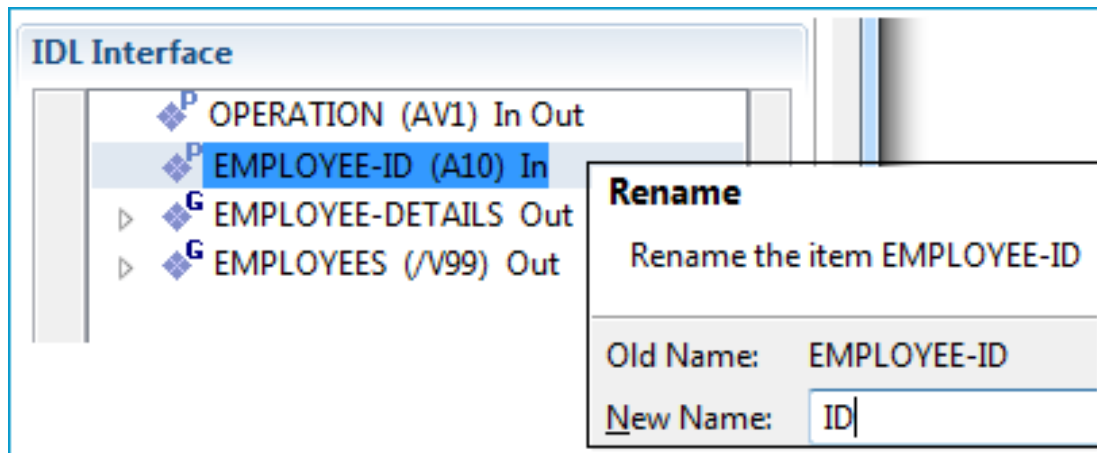 IDL Interface
P OPERATION (AV1) In Out
P EMPLOYEE-ID (A10) In
G EMPLOYEE-DETAILS Out
G EMPLOYEES (/V99) Out
Rename
Rename the item EMPLOYEE-ID
Old Name: EMPLOYEE-ID
New Name: ID